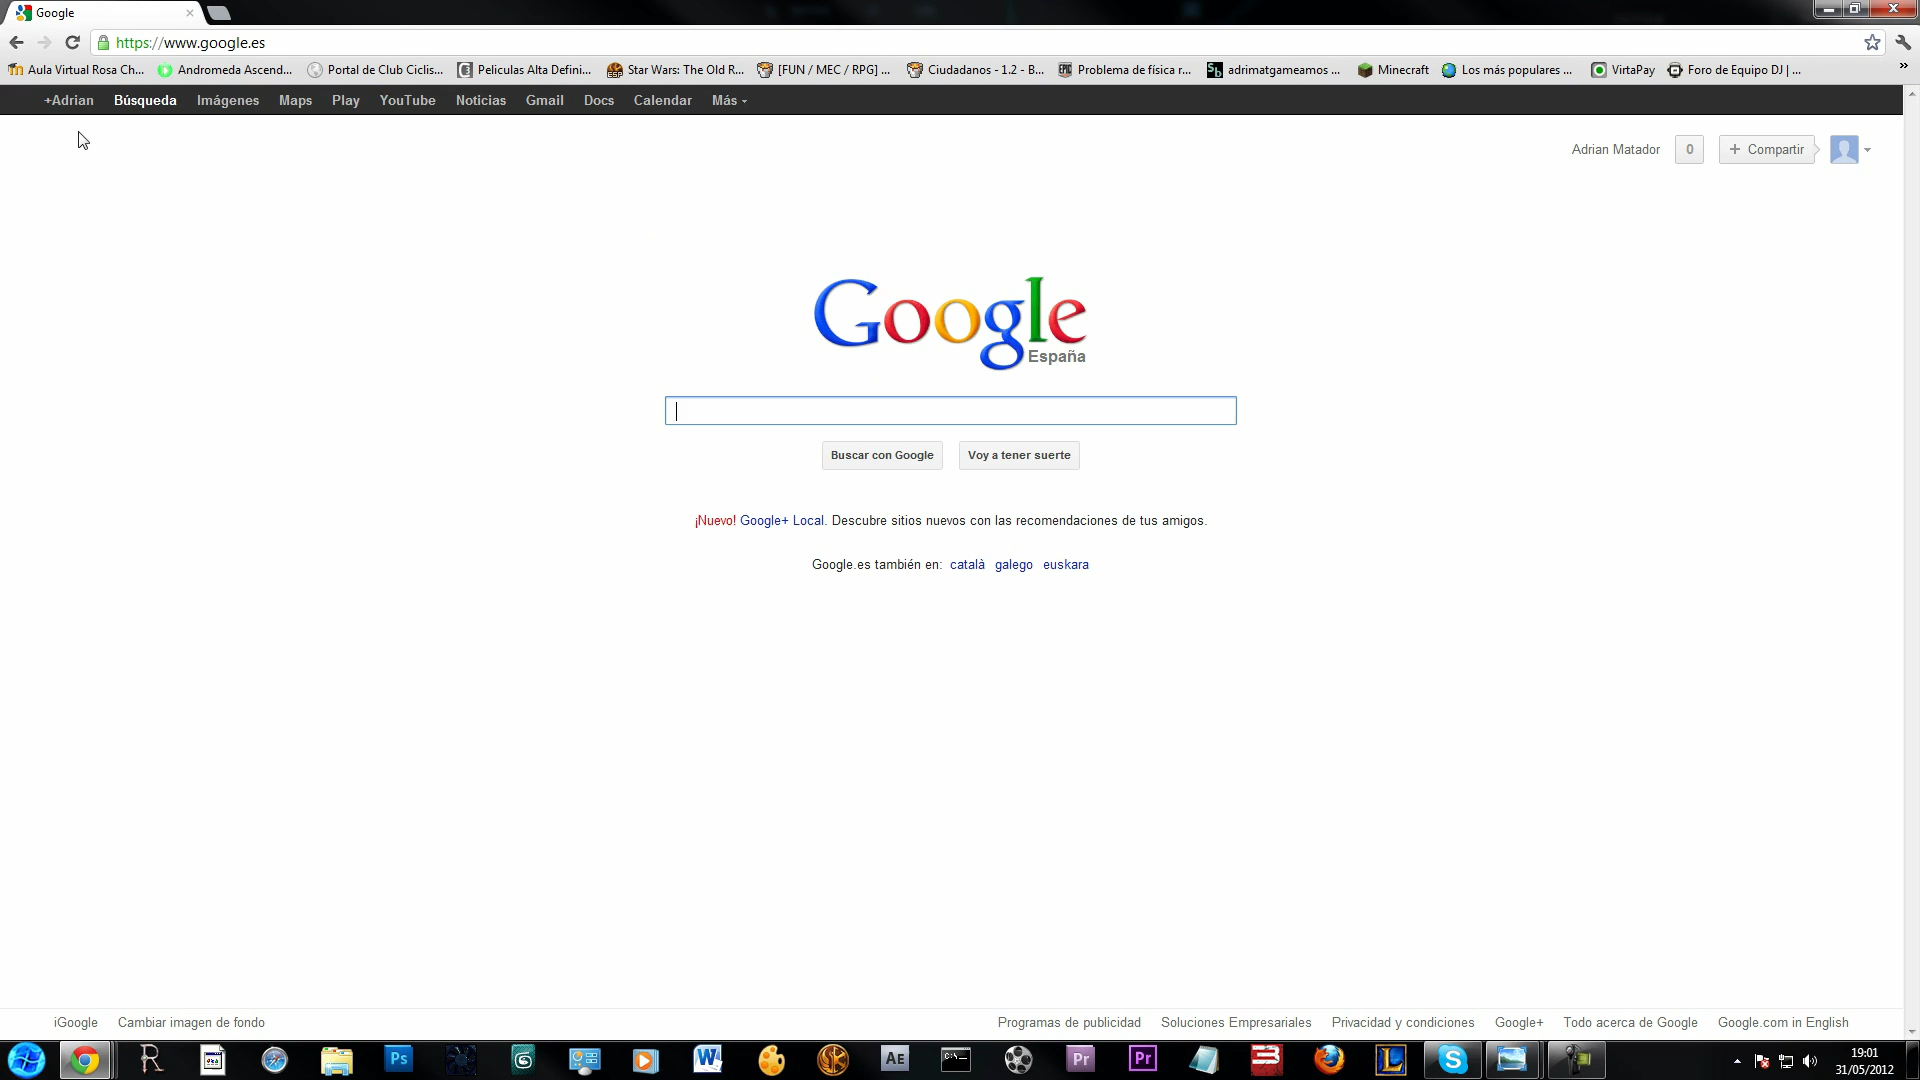 Google
https://www.google.es
Aula Virtual Rosa Ch... Andromeda Ascend... Portal de Club Ciclis... Peliculas Alta Defini... Star Wars: The Old R... [FUN / MEC / RPG] ... Ciudadanos - 1.2 - B... Problema de física r... adrimatgameamos ... Minecraft Los más populares ... VirtaPay Foro de Equipo DJ | ... »
+Adrian Búsqueda Imágenes Maps Play YouTube Noticias Gmail Docs Calendar Más
Adrian Matador 0 + Compartir
Google
España
Buscar con Google Voy a tener suerte
¡Nuevo! Google+ Local. Descubre sitios nuevos con las recomendaciones de tus amigos.
Google.es también en: català galego euskara
iGoogle Cambiar imagen de fondo Programas de publicidad Soluciones Empresariales Privacidad y condiciones Google+ Todo acerca de Google Google.com in English
Ps W AE C:\ Pr Pr L S
19:01
31/05/2012